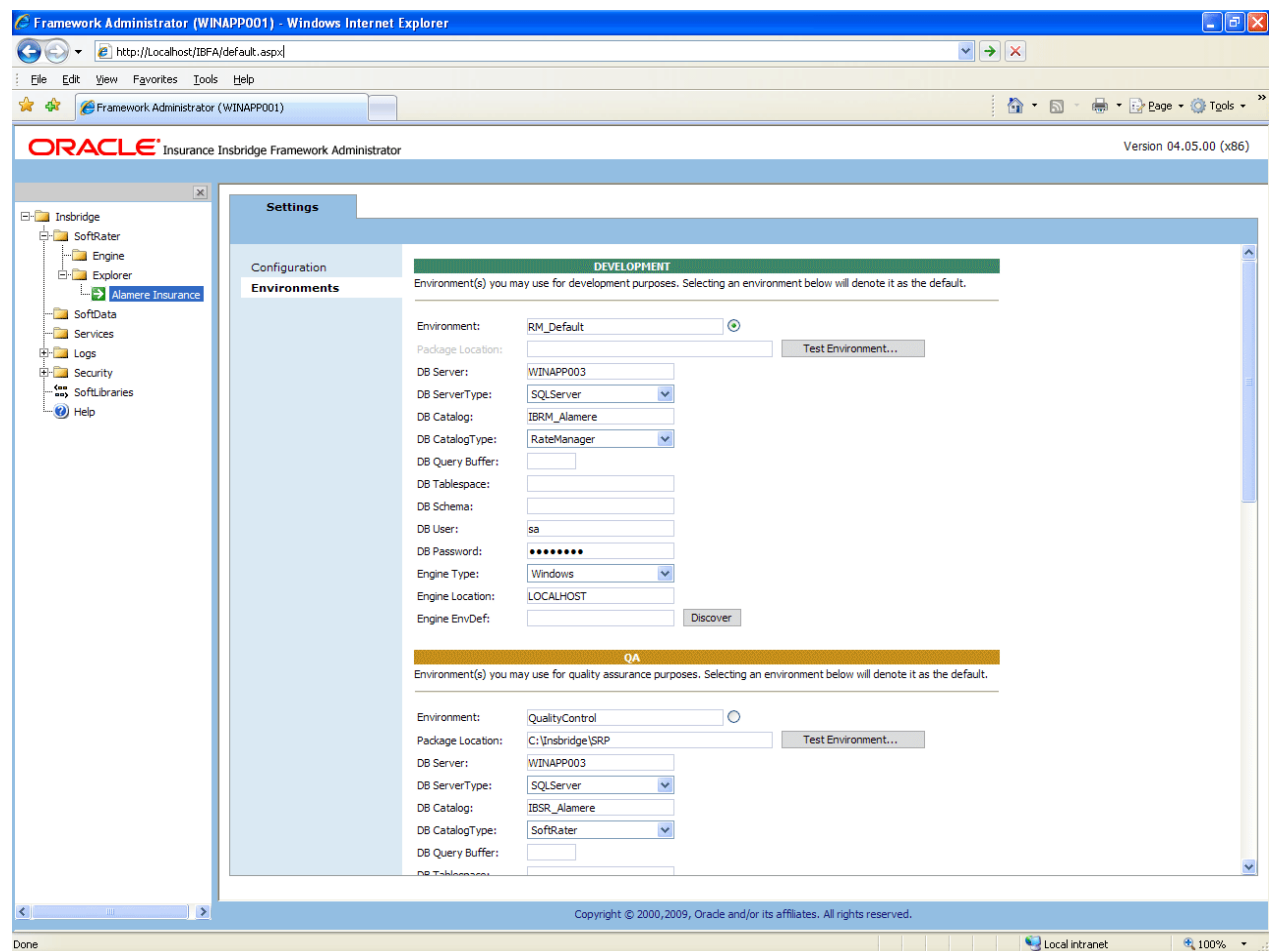 Framework Administrator (WINAPP001) - Windows Internet Explorer
http://Localhost/IBFA/default.aspx
File Edit View Favorites Tools Help
Framework Administrator (WINAPP001)
Page Tools »
ORACLE Insurance Insbridge Framework Administrator
Version 04.05.00 (x86)
Insbridge
SoftRater
Engine
Explorer
Alamere Insurance
SoftData
Services
Logs
Security
SoftLibraries
Help
Settings
Configuration
Environments
DEVELOPMENT
Environment(s) you may use for development purposes. Selecting an environment below will denote it as the default.
Environment: RM_Default
Package Location: Test Environment...
DB Server: WINAPP003
DB ServerType: SQLServer
DB Catalog: IBRM_Alamere
DB CatalogType: RateManager
DB Query Buffer:
DB Tablespace:
DB Schema:
DB User: sa
DB Password: ••••••••
Engine Type: Windows
Engine Location: LOCALHOST
Engine EnvDef: Discover
QA
Environment(s) you may use for quality assurance purposes. Selecting an environment below will denote it as the default.
Environment: QualityControl
Package Location: C:\Insbridge\SRP Test Environment...
DB Server: WINAPP003
DB ServerType: SQLServer
DB Catalog: IBSR_Alamere
DB CatalogType: SoftRater
DB Query Buffer:
DB Tablespace:
Copyright © 2000,2009, Oracle and/or its affiliates. All rights reserved.
Done
Local intranet
100%